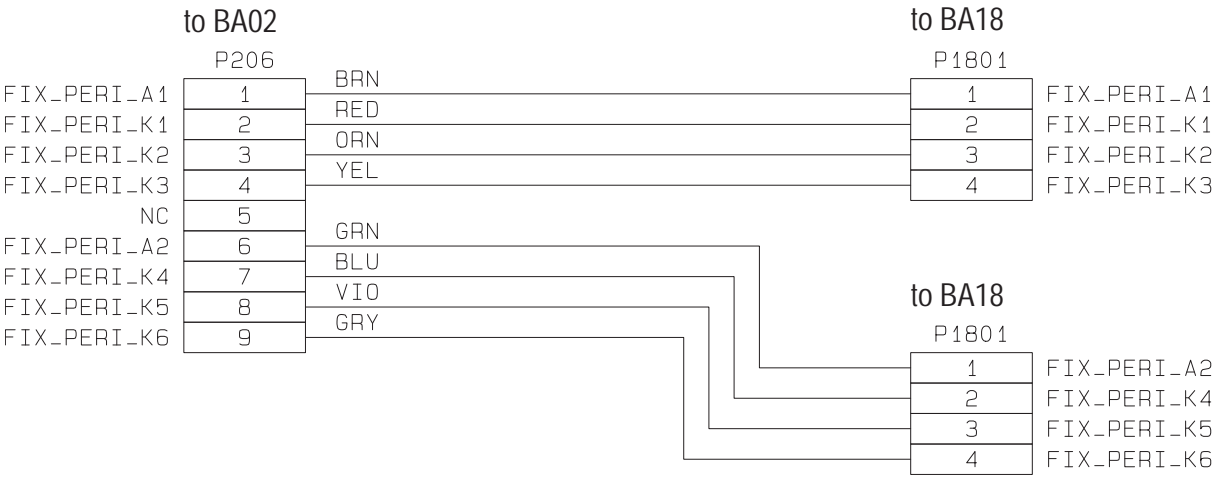 to BA02
P206
FIX_PERI_A1 1 BRN
FIX_PERI_K1 2 RED
FIX_PERI_K2 3 ORN
FIX_PERI_K3 4 YEL
NC 5
FIX_PERI_A2 6 GRN
FIX_PERI_K4 7 BLU
FIX_PERI_K5 8 VIO
FIX_PERI_K6 9 GRY
to BA18
P1801
1 FIX_PERI_A1
2 FIX_PERI_K1
3 FIX_PERI_K2
4 FIX_PERI_K3
to BA18
P1801
1 FIX_PERI_A2
2 FIX_PERI_K4
3 FIX_PERI_K5
4 FIX_PERI_K6